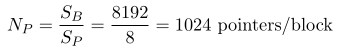 N_P = S_B / S_P = 8192 / 8 = 1024 pointers/block